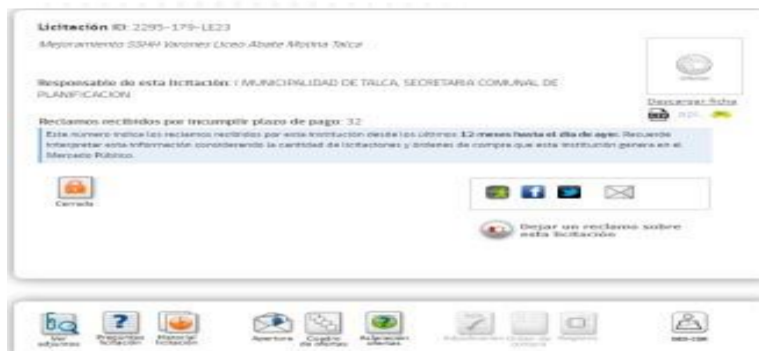 Licitación ID: 2295-179-LE23
Mejoramiento SSHH Varones Liceo Abate Molina Talca
Responsable de esta licitación: I MUNICIPALIDAD DE TALCA, SECRETARIA COMUNAL DE
PLANIFICACION
Descargar ficha
Reclamos recibidos por incumplir plazo de pago: 32
Este número indica los reclamos recibidos por esta institución desde los últimos 12 meses hasta el día de ayer. Recuerde
interpretar esta información considerando la cantidad de licitaciones y órdenes de compra que esta institución genera en el
Mercado Público.
Cerrada
Dejar un reclamo sobre
esta licitación
Ver
adjuntos
Preguntas
licitación
Historial
licitación
Apertura
Cuadro
de ofertas
Aclaración
ofertas
Adjudicación
Orden de
compra